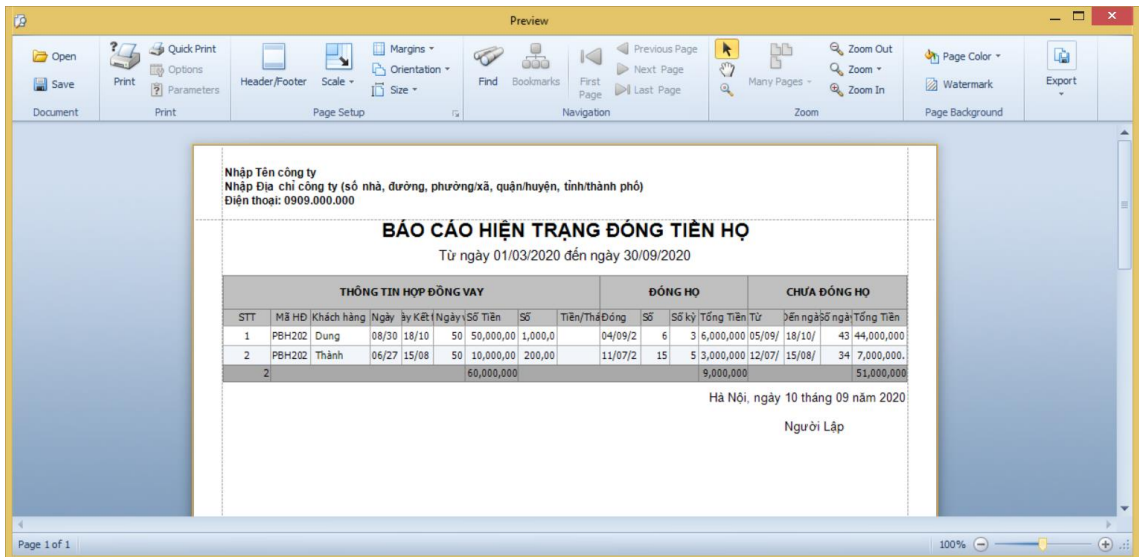 Preview
Open
Save
Document
Print
Quick Print
Options
Parameters
Print
Header/Footer
Scale
Margins
Orientation
Size
Page Setup
Find
Bookmarks
First Page
Previous Page
Next Page
Last Page
Navigation
Many Pages
Zoom Out
Zoom
Zoom In
Zoom
Page Color
Watermark
Page Background
Export
Nhập Tên công ty
Nhập Địa chỉ công ty (số nhà, đường, phường/xã, quận/huyện, tỉnh/thành phố)
Điện thoại: 0909.000.000
BÁO CÁO HIỆN TRẠNG ĐÓNG TIỀN HỌ
Từ ngày 01/03/2020 đến ngày 30/09/2020
THÔNG TIN HỢP ĐỒNG VAY ĐÓNG HỌ CHƯA ĐÓNG HỌ
STT Mã HĐ Khách hàng Ngày ày Kết Ngày Số Tiền Số Tiền/Thá Đóng Số Số kỳ Tổng Tiền Từ Đến ngà Số ngà Tổng Tiền
1 PBH202 Dung 08/30 18/10 50 50,000,00 1,000,0 04/09/2 6 3 6,000,000 05/09/ 18/10/ 43 44,000,000
2 PBH202 Thành 06/27 15/08 50 10,000,00 200,00 11/07/2 15 5 3,000,000 12/07/ 15/08/ 34 7,000,000.
2 60,000,000 9,000,000 51,000,000
Hà Nội, ngày 10 tháng 09 năm 2020
Người Lập
Page 1 of 1
100%